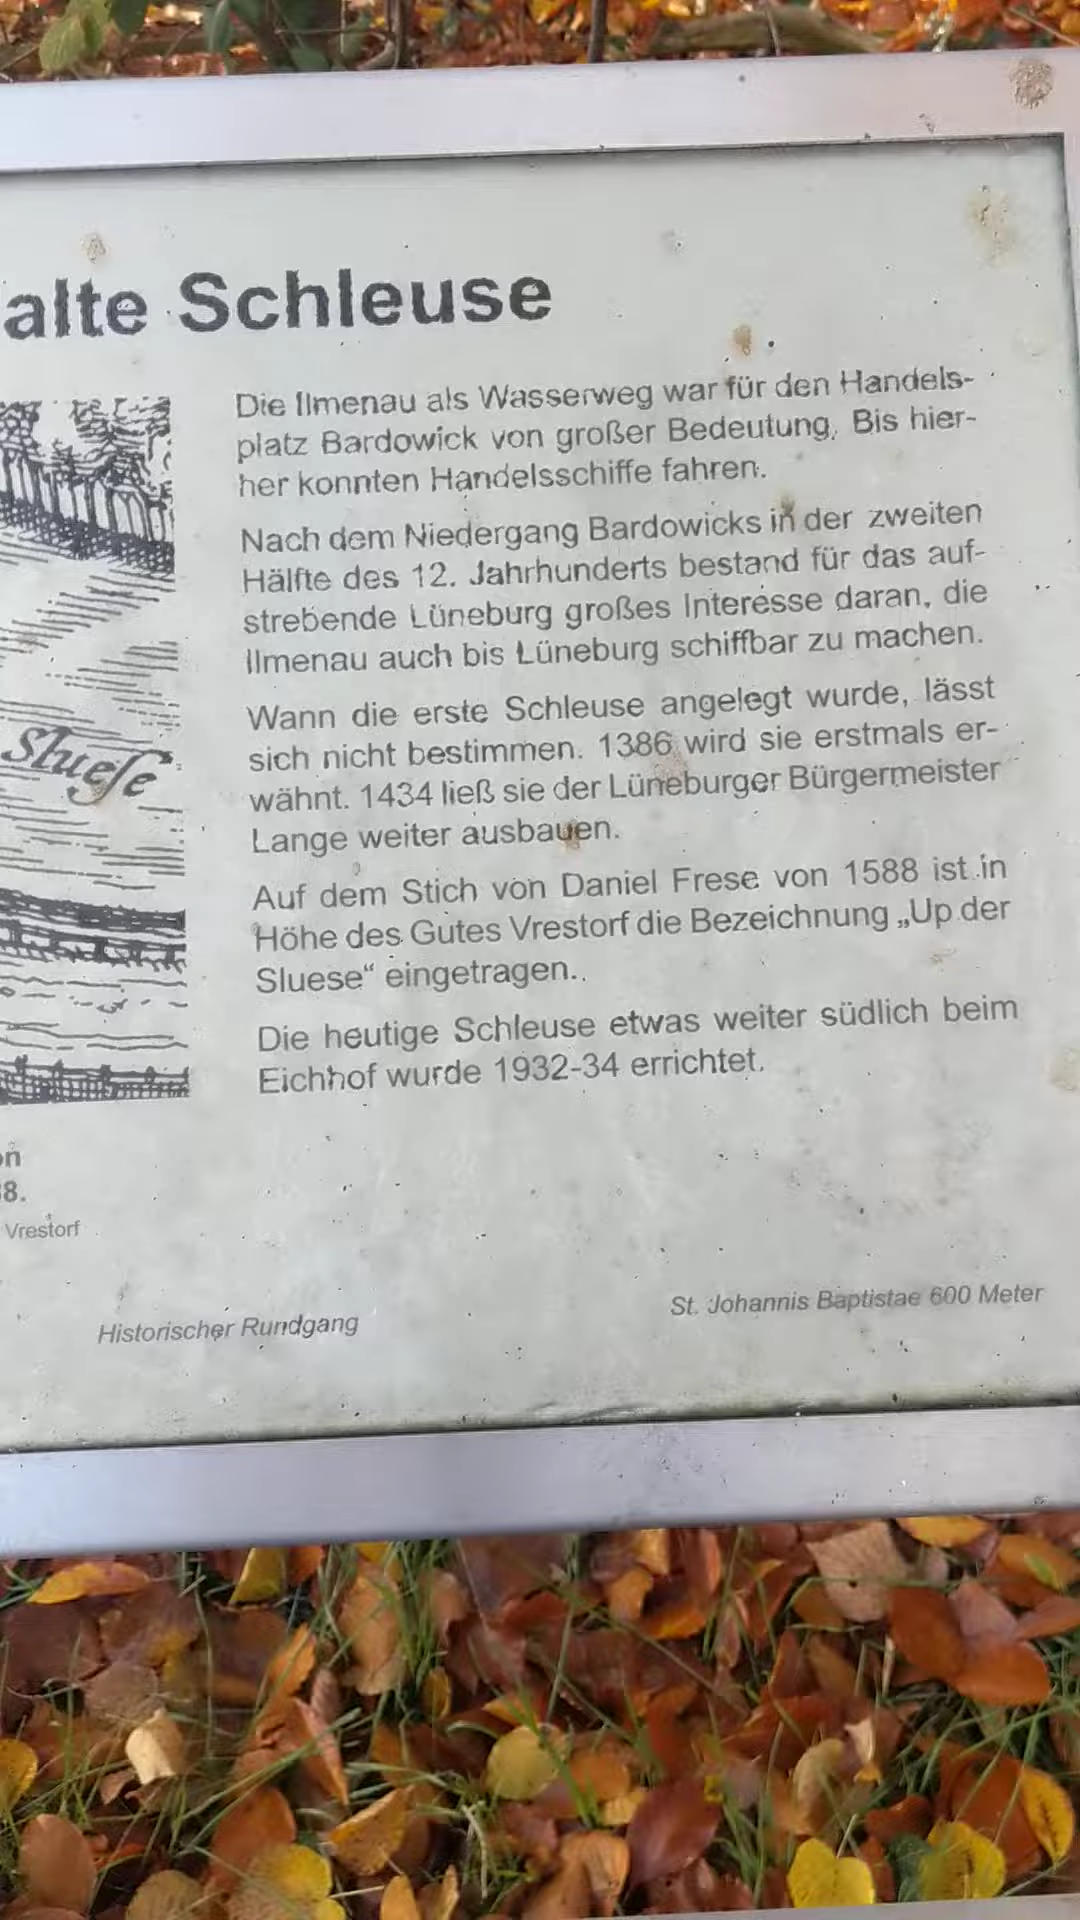 alte Schleuse
Die Ilmenau als Wasserweg war für den Handels-
platz Bardowick von großer Bedeutung. Bis hier-
her konnten Handelsschiffe fahren.
Nach dem Niedergang Bardowicks in der zweiten
Hälfte des 12. Jahrhunderts bestand für das auf-
strebende Lüneburg großes Interesse daran, die
Ilmenau auch bis Lüneburg schiffbar zu machen.
Wann die erste Schleuse angelegt wurde, lässt
sich nicht bestimmen. 1386 wird sie erstmals er-
wähnt. 1434 ließ sie der Lüneburger Bürgermeister
Lange weiter ausbauen.
Auf dem Stich von Daniel Frese von 1588 ist in
Höhe des Gutes Vrestorf die Bezeichnung „Up der
Sluese“ eingetragen.
Die heutige Schleuse etwas weiter südlich beim
Eichhof wurde 1932-34 errichtet.
Sluese
on
8.
Vrestorf
Historischer Rundgang
St. Johannis Baptistae 600 Meter